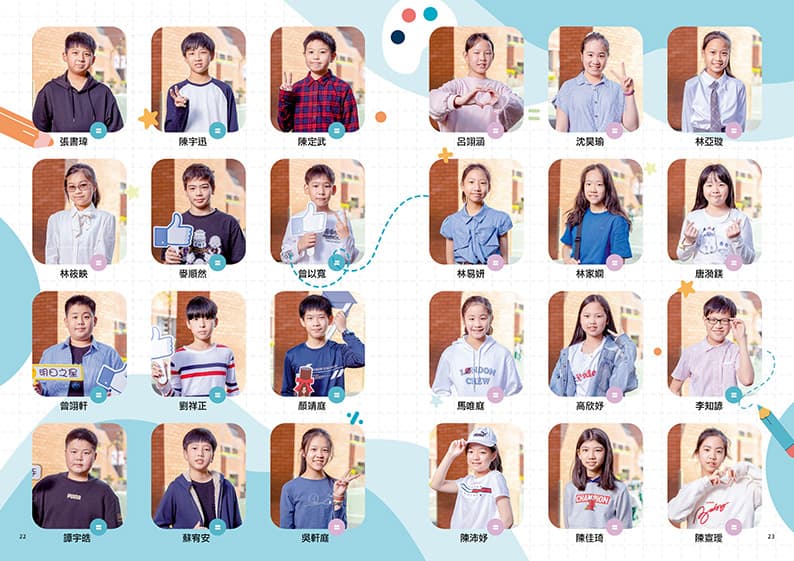 張書瑋
陳宇迅
陳定武
呂翊涵
沈昊瑜
林亞璇
林筱映
麥順然
曾以寬
林易妍
林家嫻
唐漪鎂
明日之星
曾翊軒
劉祥正
顏靖庭
LONDON
CREW
馬唯庭
高欣妤
李知諺
譚宇皓
蘇宥安
吳軒庭
陳沛妤
CHAMPION
陳佳琦
陳宣璦
22
23